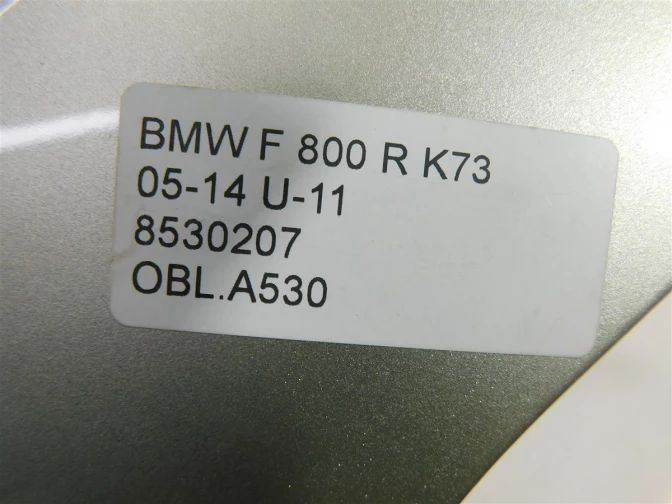 BMW F 800 R K73
05-14 U-11
8530207
OBL.A530